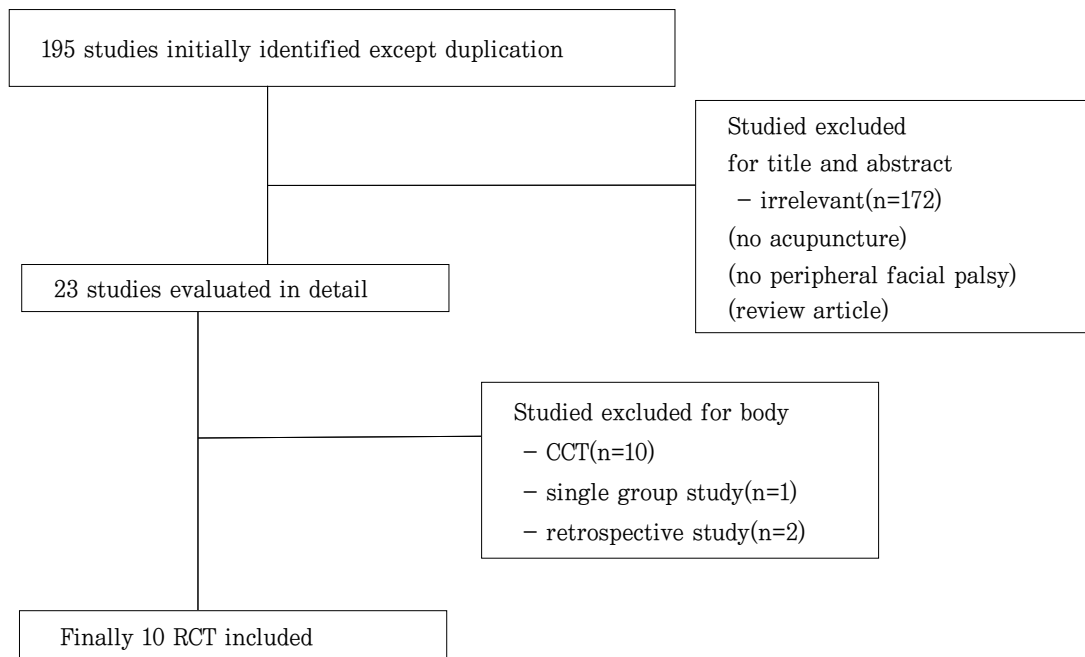 195 studies initially identified except duplication
Studied excluded
for title and abstract
− irrelevant(n=172)
(no acupuncture)
(no peripheral facial palsy)
(review article)
23 studies evaluated in detail
Studied excluded for body
− CCT(n=10)
− single group study(n=1)
− retrospective study(n=2)
Finally 10 RCT included